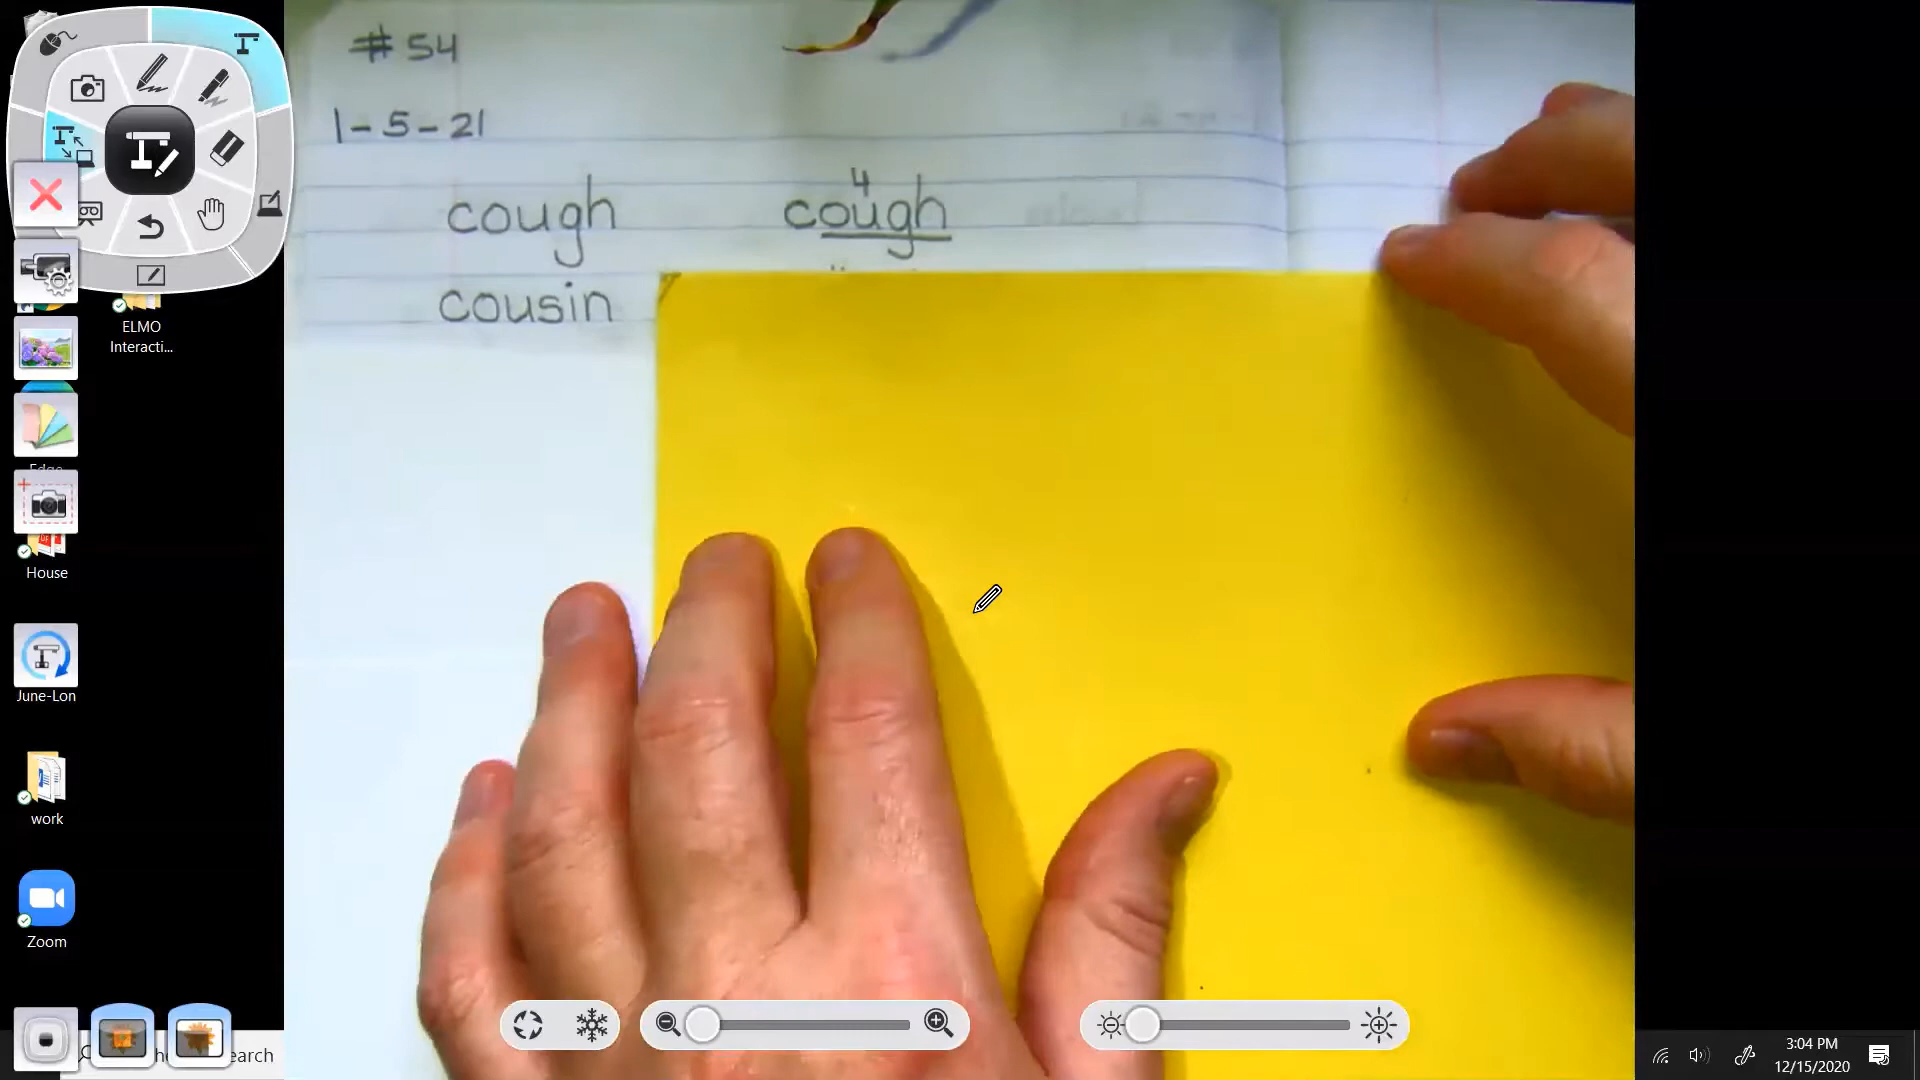 # 54
1-5-21
cough
4
cough
cousin
ELMO
Interacti...
Edge
House
June-Lon
work
Zoom
earch
3:04 PM
12/15/2020